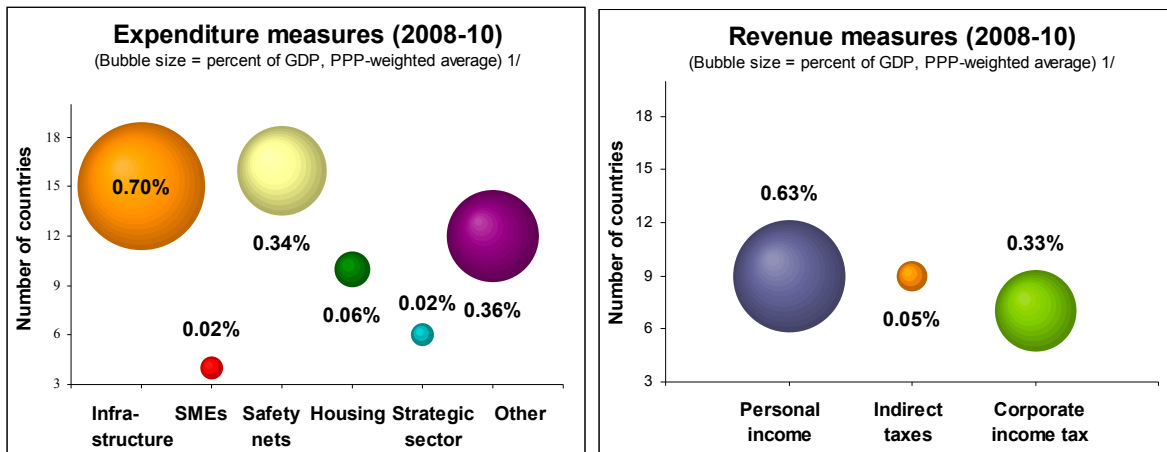 Expenditure measures (2008-10)
(Bubble size = percent of GDP, PPP-weighted average) 1/
Number of countries
18
15
12
9
6
3
0.70%
0.02%
0.34%
0.06%
0.02%
0.36%
Infra-
structure
SMEs
Safety
nets
Housing
Strategic
sector
Other
Revenue measures (2008-10)
(Bubble size = percent of GDP, PPP-weighted average) 1/
Number of countries
18
15
12
9
6
3
0.63%
0.05%
0.33%
Personal
income
Indirect
taxes
Corporate
income tax